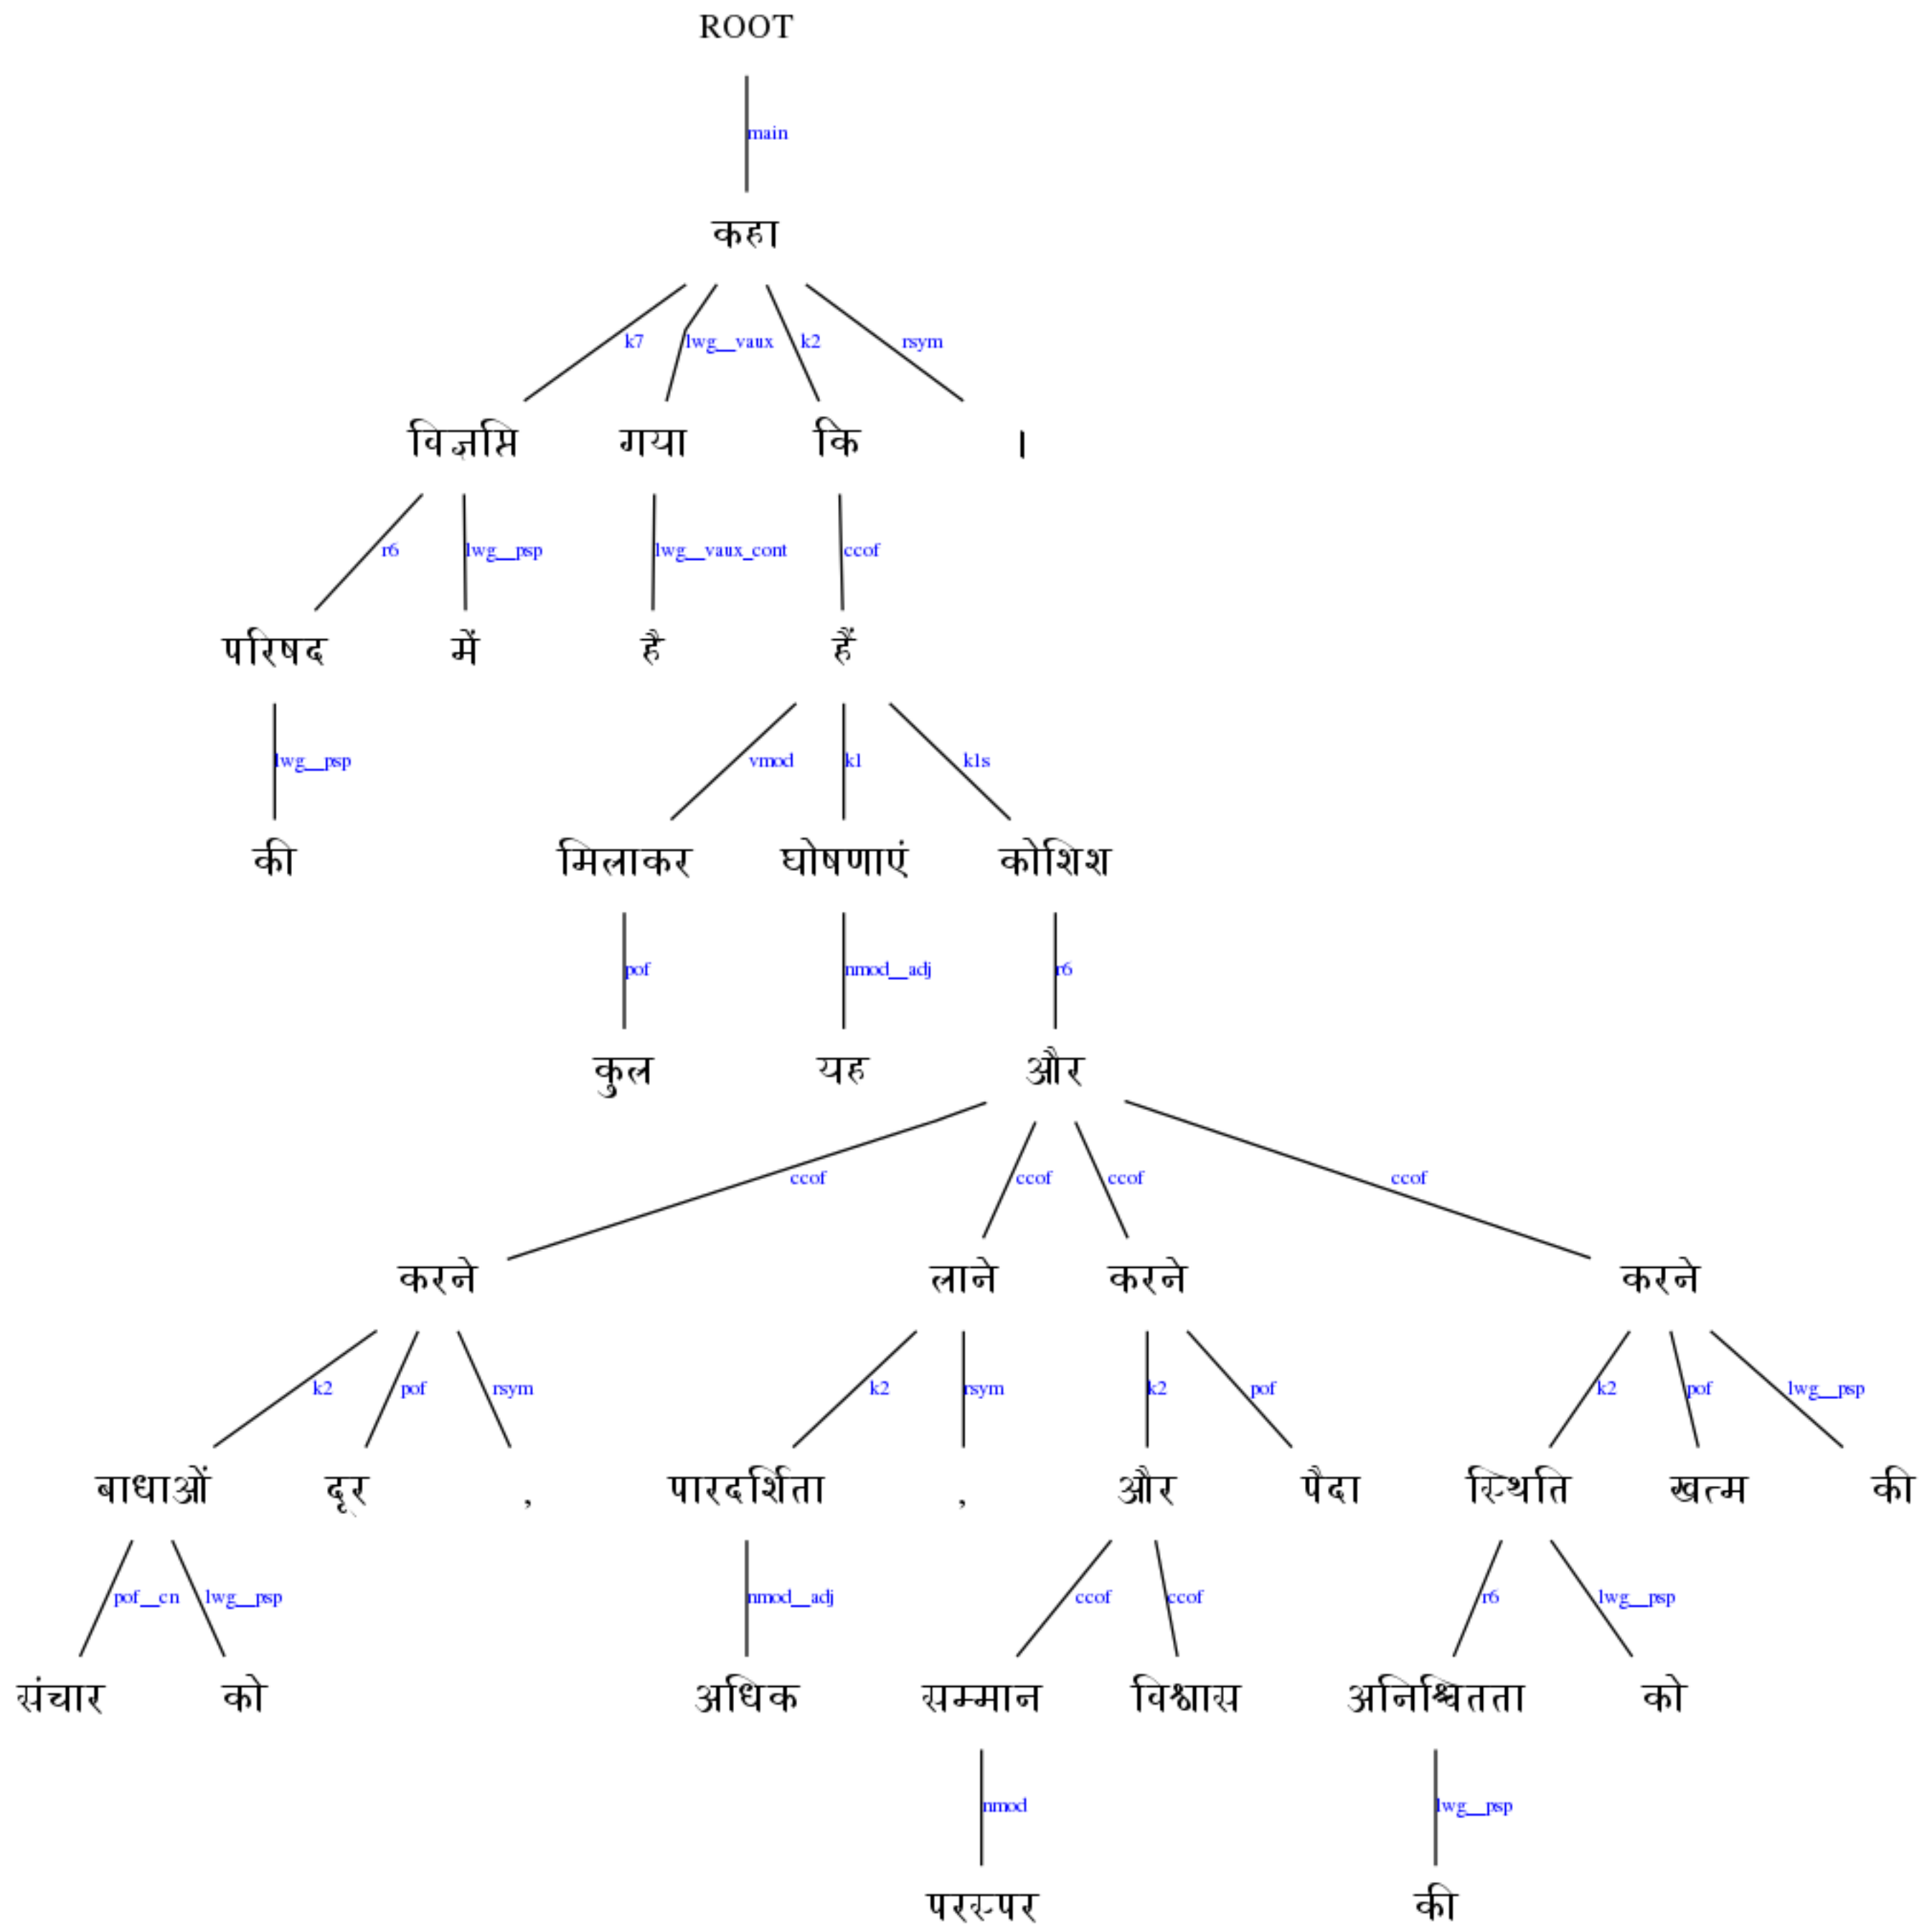 ROOT
main
कहा
k7 lwg__vaux k2 rsym
विज्ञप्ति गया कि ।
r6 lwg__psp lwg__vaux_cont ccof
परिषद में है हैं
lwg__psp vmod k1 k1s
की मिलाकर घोषणाएं कोशिश
pof nmod__adj r6
कुल यह और
ccof ccof ccof ccof
करने लाने करने करने
k2 pof rsym k2 rsym k2 pof k2 pof lwg__psp
बाधाओं दूर , पारदर्शिता , और पैदा स्थिति खत्म की
pof__cn lwg__psp nmod__adj ccof ccof r6 lwg__psp
संचार को अधिक सम्मान विश्वास अनिश्चितता को
nmod lwg__psp
परस्पर की